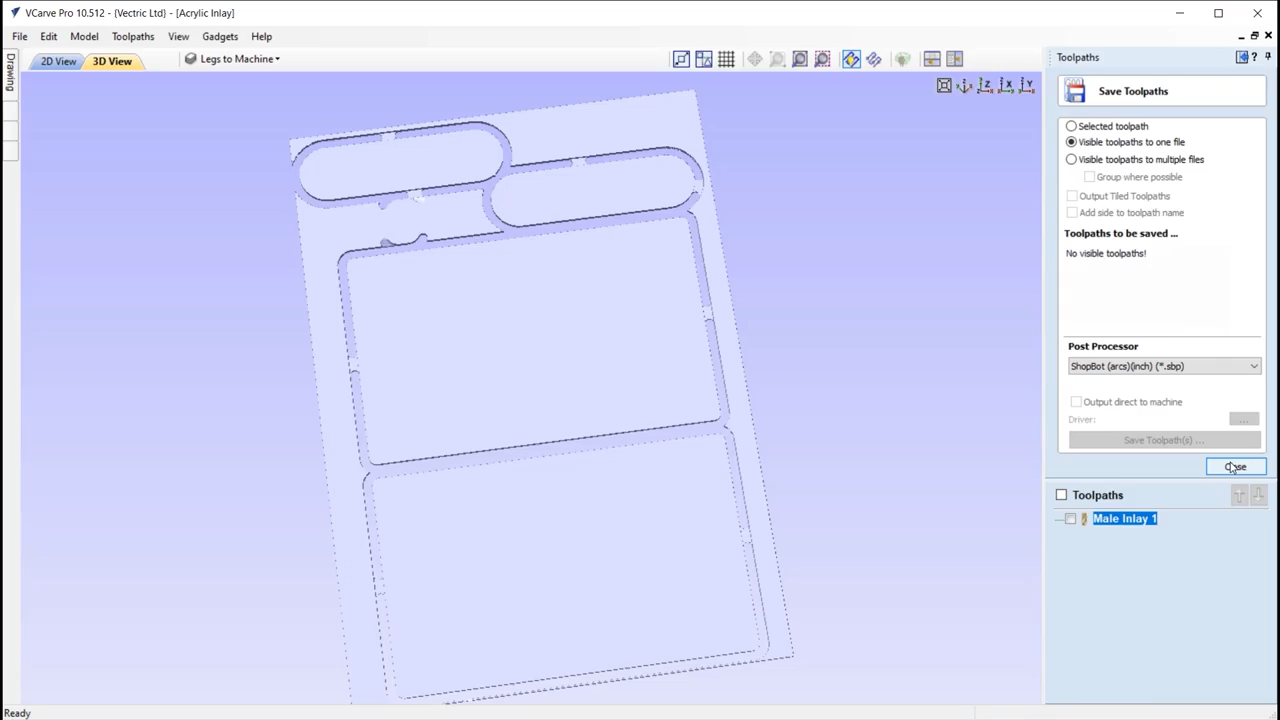 VCarve Pro 10.512 - {Vectric Ltd} - [Acrylic Inlay]
File Edit Model Toolpaths View Gadgets Help
Drawing
2D View 3D View Legs to Machine
Z X Y
Toolpaths
Save Toolpaths
Selected toolpath
Visible toolpaths to one file
Visible toolpaths to multiple files
Group where possible
Output Tiled Toolpaths
Add side to toolpath name
Toolpaths to be saved ...
No visible toolpaths!
Post Processor
ShopBot (arcs)(inch) (*.sbp)
Output direct to machine
Driver: ...
Save Toolpath(s) ...
Close
Toolpaths
Male Inlay 1
Ready